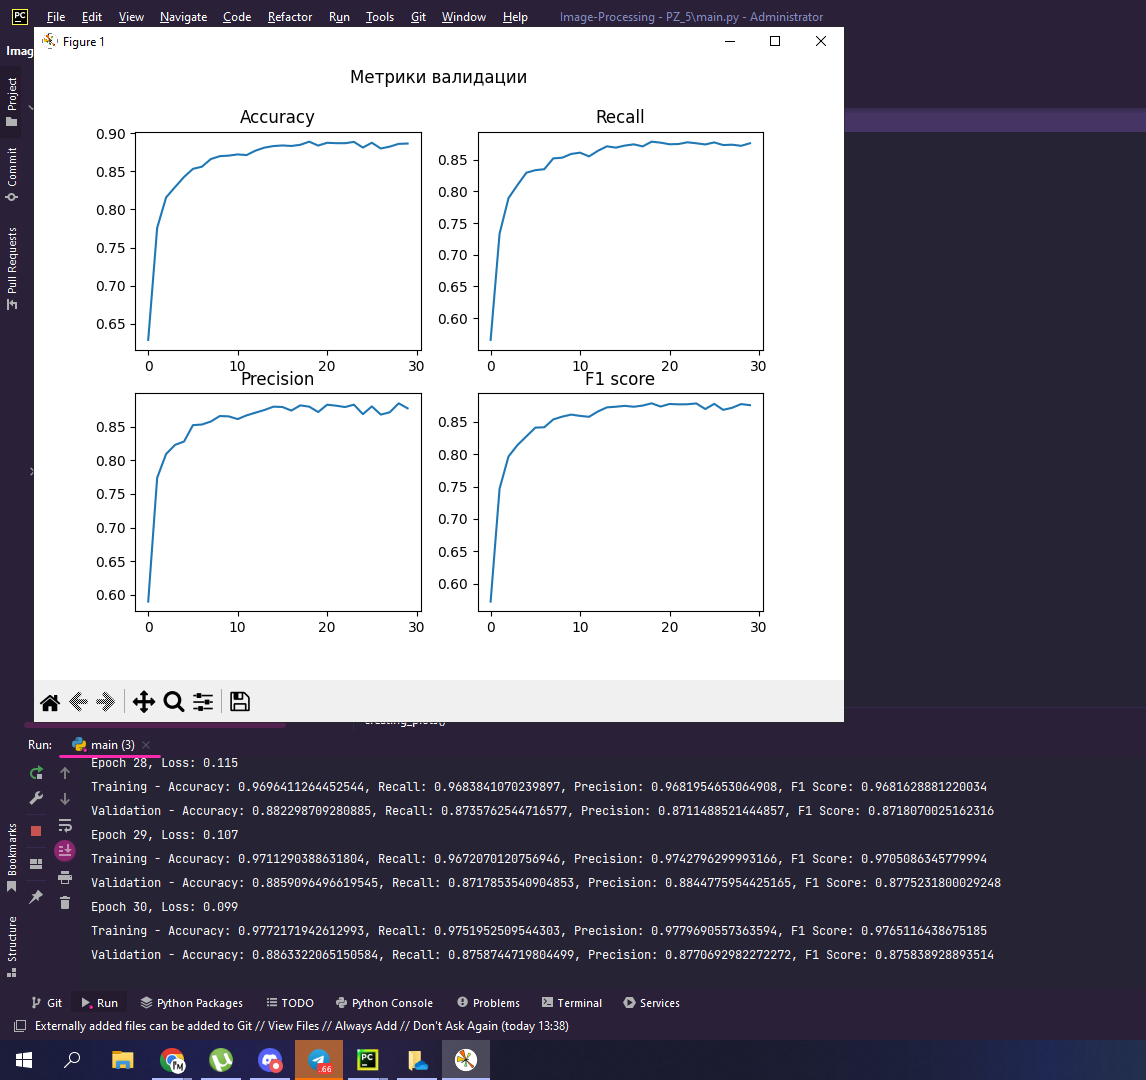 PC File Edit View Navigate Code Refactor Run Tools Git Window Help Image-Processing - PZ_5\main.py - Administrator
Imag
Figure 1
Project
Commit
Pull Requests
Bookmarks
Structure
Метрики валидации
Accuracy
0.90
0.85
0.80
0.75
0.70
0.65
0 10 20 30
Recall
0.85
0.80
0.75
0.70
0.65
0.60
0 10 20 30
Precision
0.85
0.80
0.75
0.70
0.65
0.60
0 10 20 30
F1 score
0.85
0.80
0.75
0.70
0.65
0.60
0 10 20 30
creating_plots()
Run: main (3)
Epoch 28, Loss: 0.115
Training - Accuracy: 0.9696411264452544, Recall: 0.9683841070239897, Precision: 0.9681954653064908, F1 Score: 0.9681628881220034
Validation - Accuracy: 0.882298709280885, Recall: 0.8735762544716577, Precision: 0.8711488521444857, F1 Score: 0.8718070025162316
Epoch 29, Loss: 0.107
Training - Accuracy: 0.9711290388631804, Recall: 0.9672070120756946, Precision: 0.9742796299993166, F1 Score: 0.9705086345779994
Validation - Accuracy: 0.8859096496619545, Recall: 0.8717853540904853, Precision: 0.8844775954425165, F1 Score: 0.8775231800029248
Epoch 30, Loss: 0.099
Training - Accuracy: 0.9772171942612993, Recall: 0.9751952509544303, Precision: 0.9779690557363594, F1 Score: 0.9765116438675185
Validation - Accuracy: 0.8863322065150584, Recall: 0.8758744719804499, Precision: 0.8770692982272272, F1 Score: 0.875838928893514
Git Run Python Packages TODO Python Console Problems Terminal Services
Externally added files can be added to Git // View Files // Always Add // Don't Ask Again (today 13:38)
.66 PC